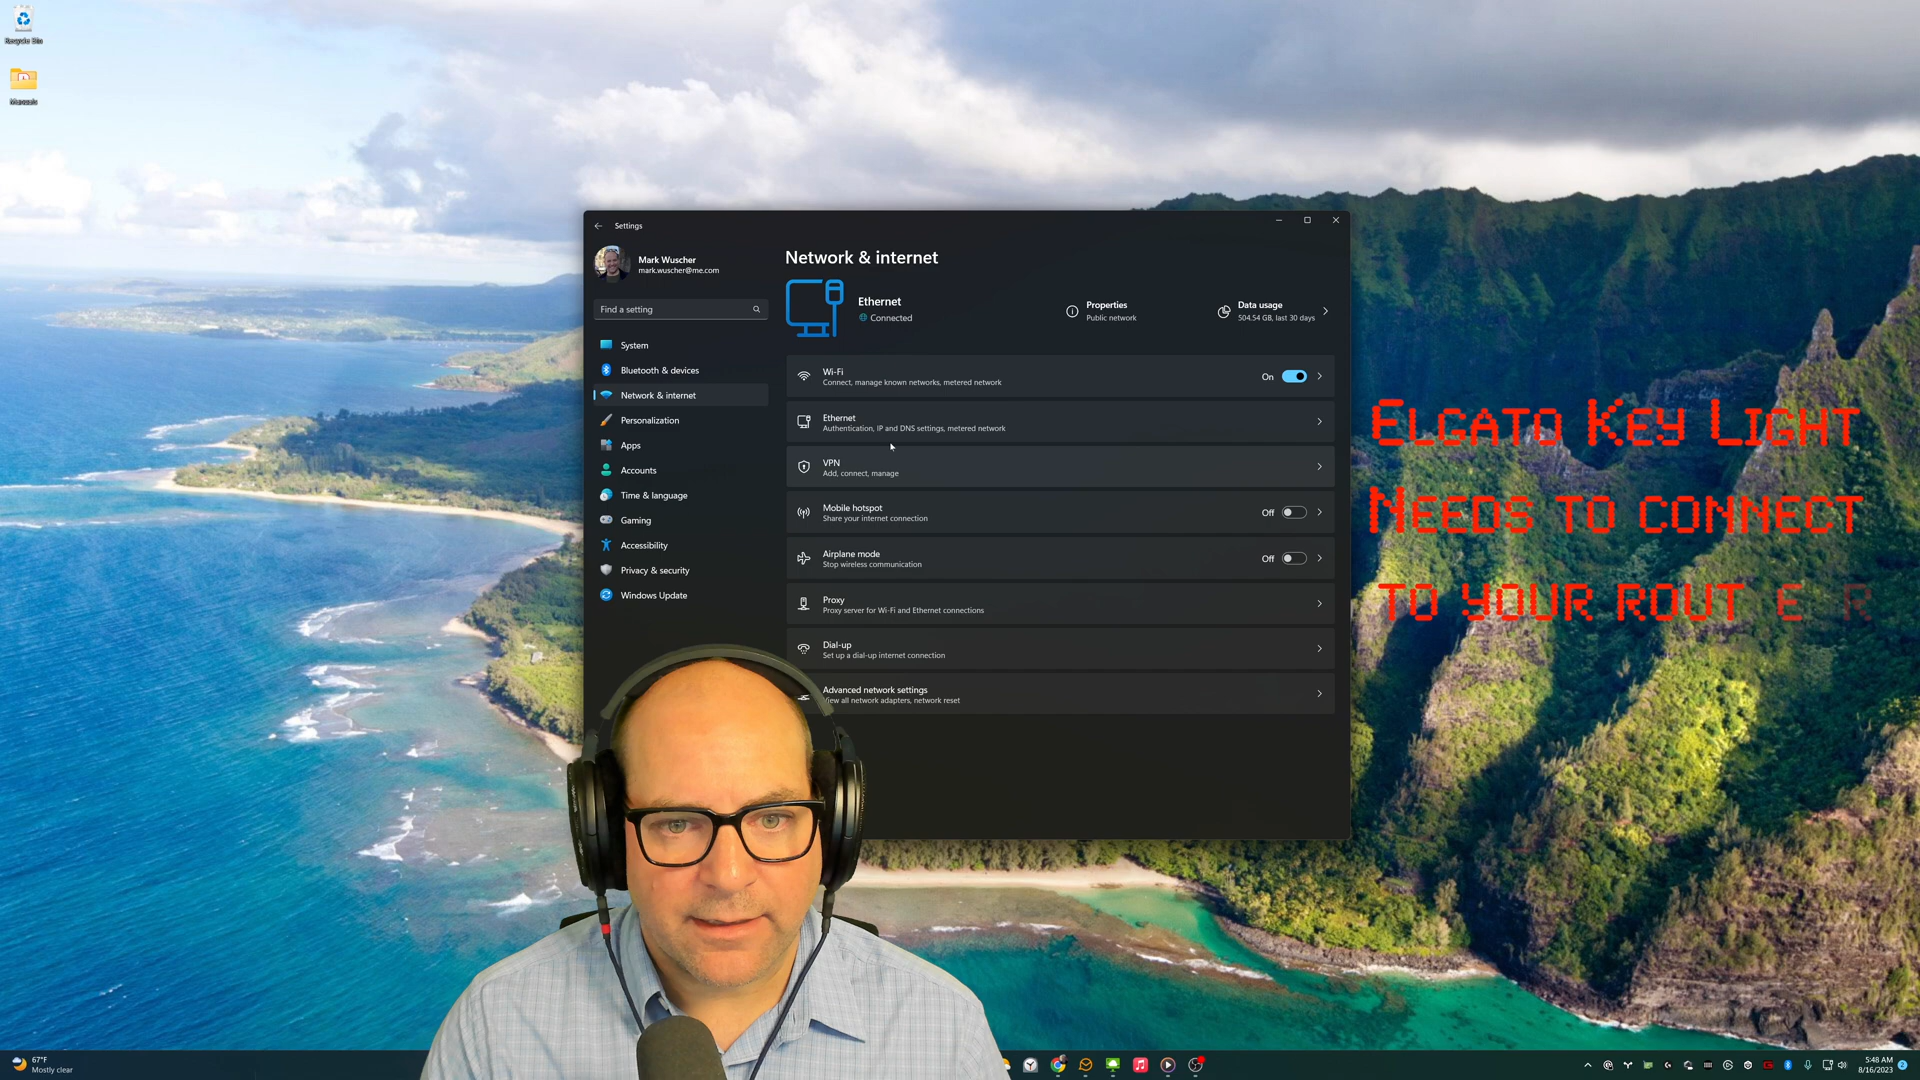 Recycle Bin
Manuals
Settings
Mark Wuscher
mark.wuscher@me.com
Find a setting
System
Bluetooth & devices
Network & internet
Personalization
Apps
Accounts
Time & language
Gaming
Accessibility
Privacy & security
Windows Update
Network & internet
Ethernet
Connected
Properties
Public network
Data usage
504.54 GB, last 30 days
Wi-Fi
Connect, manage known networks, metered network
On
Ethernet
Authentication, IP and DNS settings, metered network
VPN
Add, connect, manage
Mobile hotspot
Share your internet connection
Off
Airplane mode
Stop wireless communication
Off
Proxy
Proxy server for Wi-Fi and Ethernet connections
Dial-up
Set up a dial-up internet connection
Advanced network settings
View all network adapters, network reset
Elgato Key Light
Needs to connect
to your router
67°F
Mostly clear
5:48 AM
8/16/2023